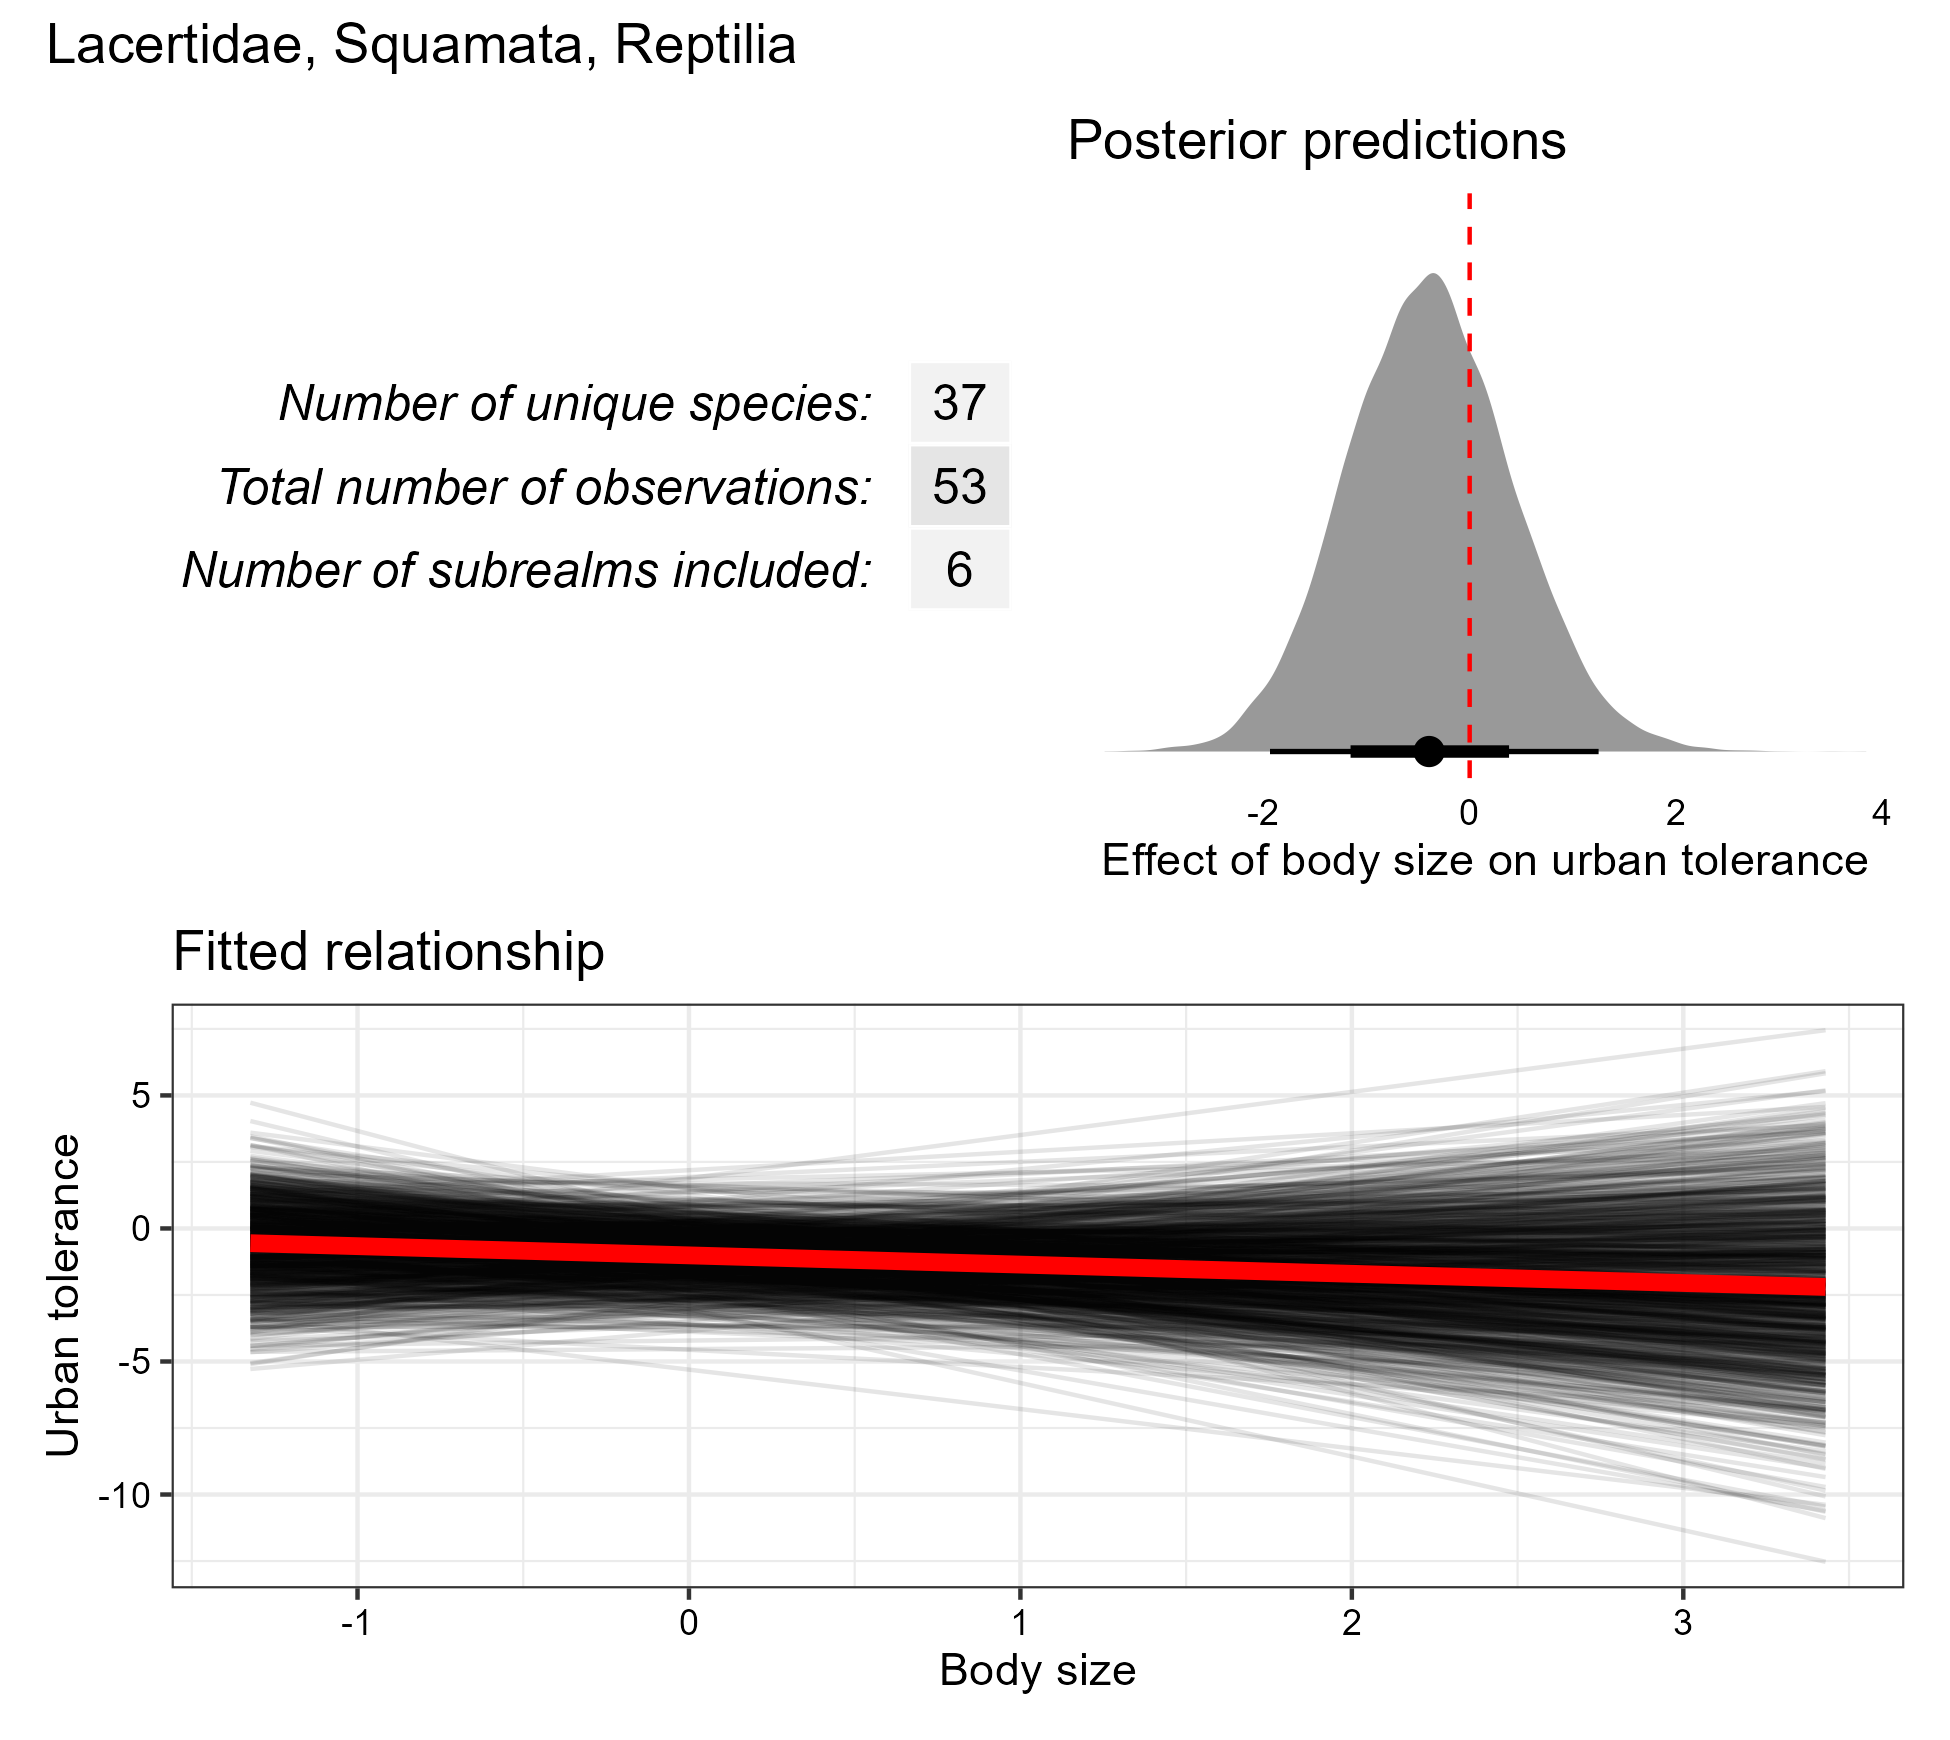 Lacertidae, Squamata, Reptilia
Posterior predictions
Number of unique species: 37
Total number of observations: 53
Number of subrealms included: 6
-2 0 2 4
Effect of body size on urban tolerance
Fitted relationship
Urban tolerance
5
0
-5
-10
-1 0 1 2 3
Body size